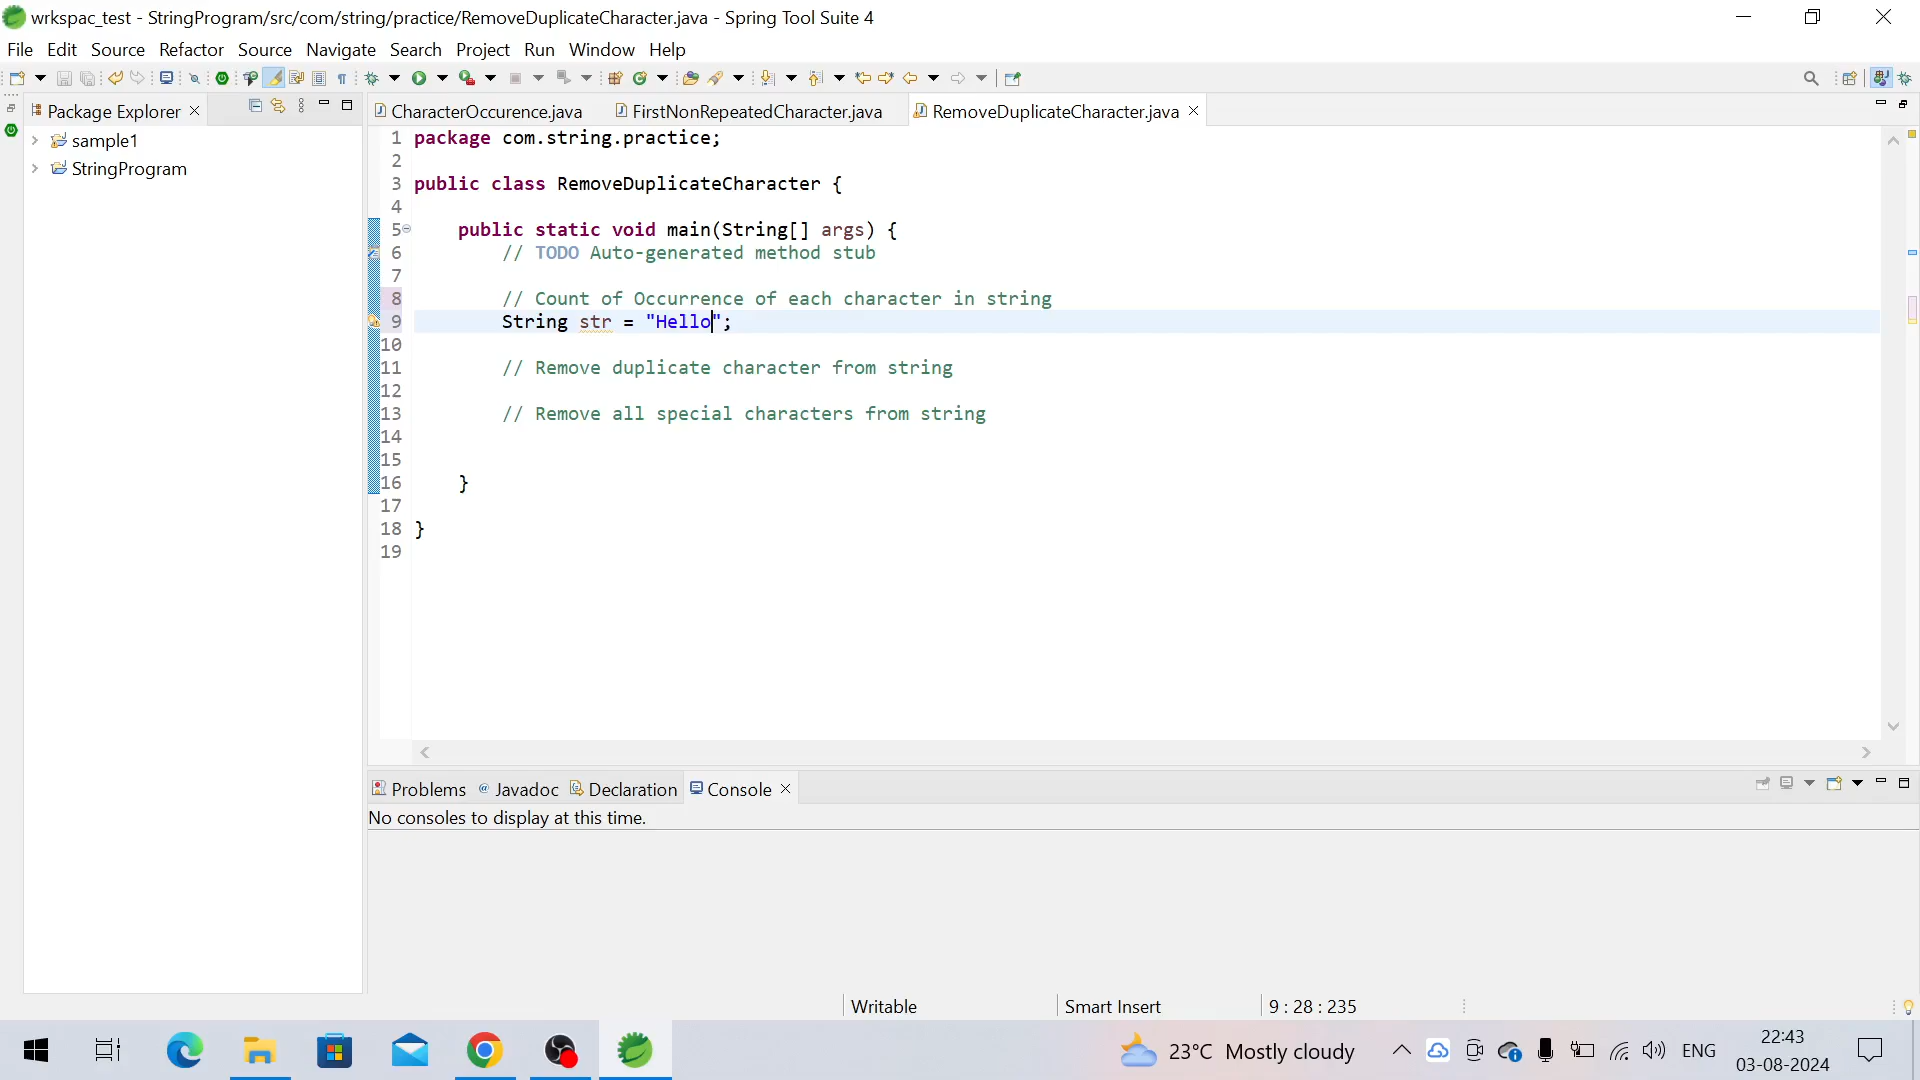 wrkspac_test - StringProgram/src/com/string/practice/RemoveDuplicateCharacter.java - Spring Tool Suite 4
File Edit Source Refactor Source Navigate Search Project Run Window Help
Package Explorer
sample1
StringProgram
CharacterOccurence.java FirstNonRepeatedCharacter.java RemoveDuplicateCharacter.java
1 package com.string.practice;
2
3 public class RemoveDuplicateCharacter {
4
5 public static void main(String[] args) {
6 // TODO Auto-generated method stub
7
8 // Count of Occurrence of each character in string
9 String str = "Hello";
10
11 // Remove duplicate character from string
12
13 // Remove all special characters from string
14
15
16 }
17
18 }
19
Problems Javadoc Declaration Console
No consoles to display at this time.
Writable Smart Insert 9 : 28 : 235
23°C Mostly cloudy ENG 22:43
03-08-2024